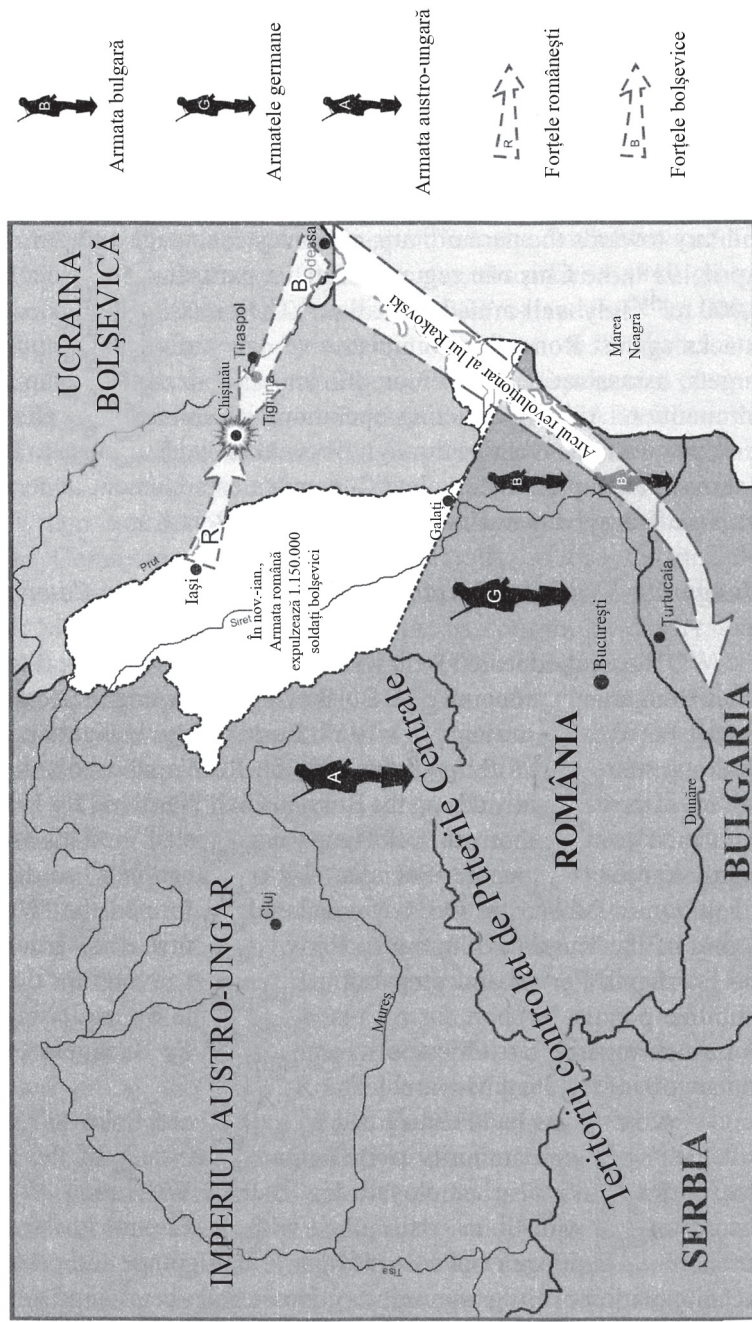 UCRAINA
BOLȘEVICĂ
IMPERIUL AUSTRO-UNGAR
Prut
Iași
R
Chișinău
Tiraspol
Tighina
B
Odessa
Siret
În nov.-ian.,
Armata română
expulzează 1.150.000
soldați bolșevici
Cluj
Mureș
Tisa
A
Galați
Arcul revoluționar al lui Rakovski
Marea
Neagră
B
B
G
Teritoriu controlat de Puterile Centrale
ROMÂNIA
București
Turtucaia
Dunăre
SERBIA
BULGARIA
B
Armata bulgară
G
Armatele germane
A
Armata austro-ungară
R
Forțele românești
B
Forțele bolșevice